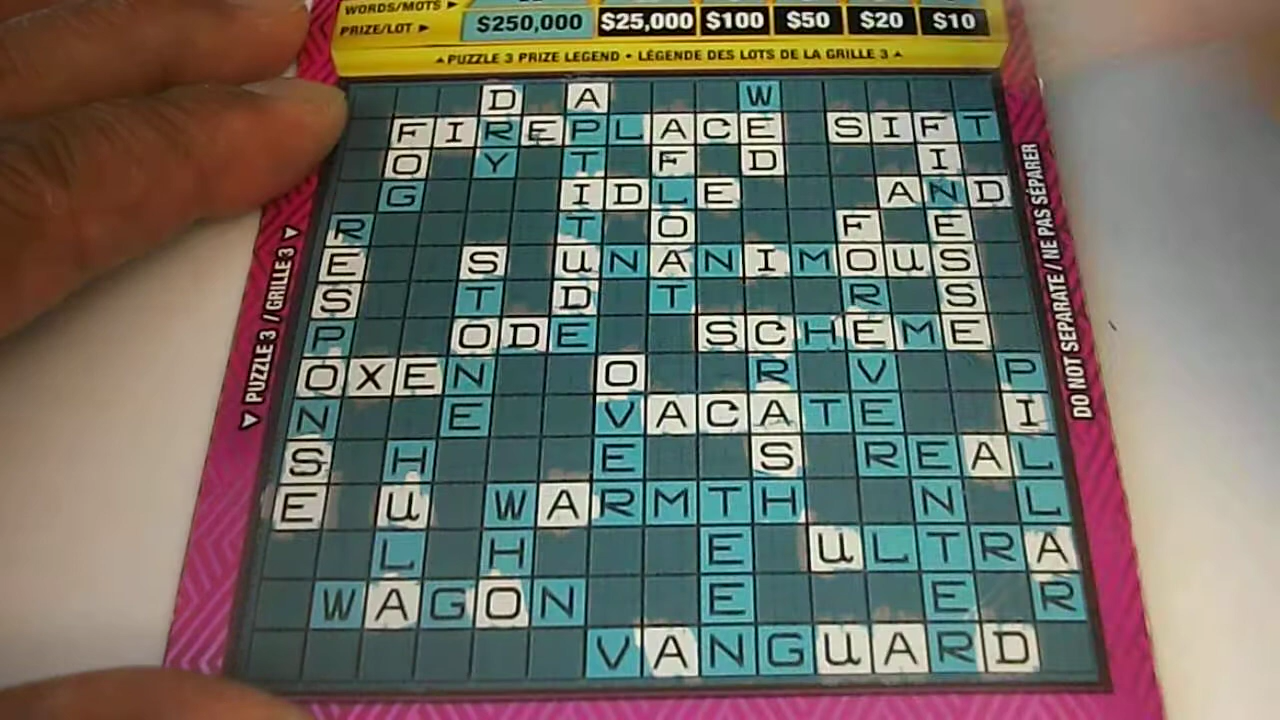 WORDS/MOTS ►
PRIZE/LOT ► $250,000 $25,000 $100 $50 $20 $10
▲PUZZLE 3 PRIZE LEGEND • LÉGENDE DES LOTS DE LA GRILLE 3▲
▼ PUZZLE 3 / GRILLE 3 ▼
DO NOT SEPARATE / NE PAS SÉPARER
D A W
FIREPLACE SIFT
O Y T F D I
G IDLE AND
R T O F E
E S UNANIMOUS
S T D T R S
P ODE SCHEME
OXEN O R V P
N E VACATE E I
S H E S REAL
E U WARMTH N L
L H E ULTRA
WAGON E E R
VANGUARD